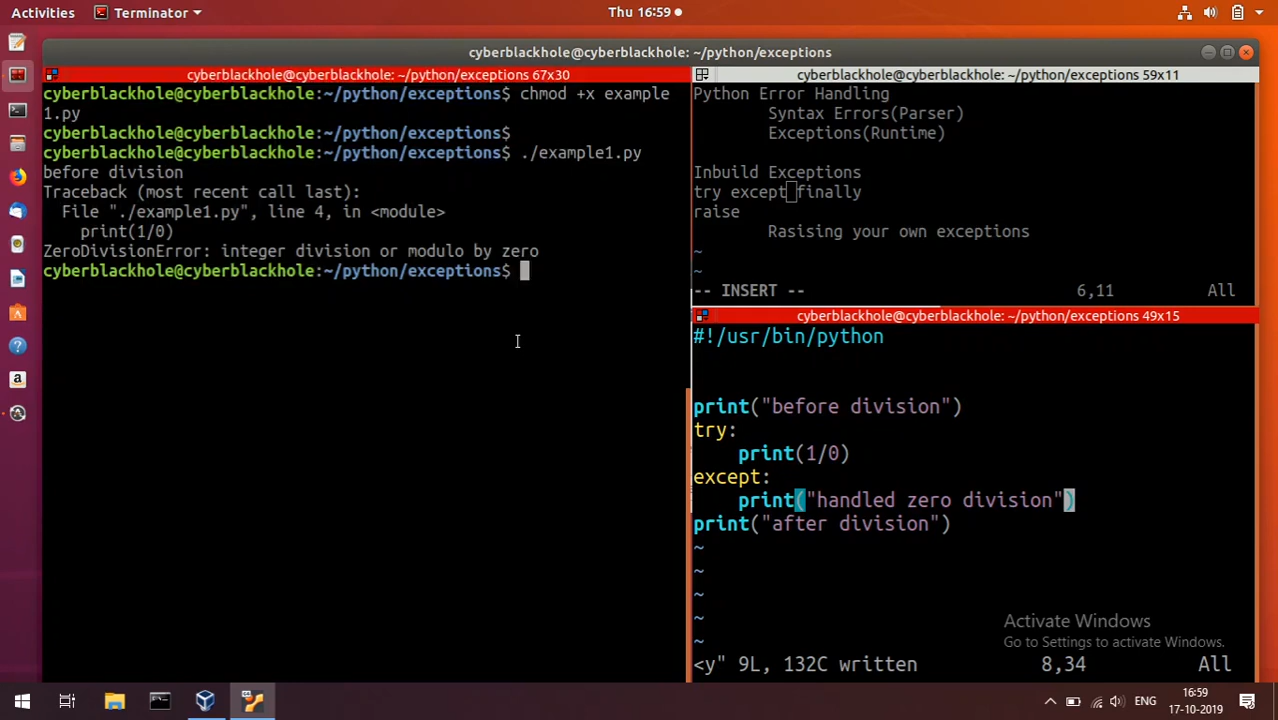 Activities
Terminator
Thu 16:59
cyberblackhole@cyberblackhole: ~/python/exceptions
cyberblackhole@cyberblackhole: ~/python/exceptions 67x30
cyberblackhole@cyberblackhole:~/python/exceptions$ chmod +x example
1.py
cyberblackhole@cyberblackhole:~/python/exceptions$
cyberblackhole@cyberblackhole:~/python/exceptions$ ./example1.py
before division
Traceback (most recent call last):
File "./example1.py", line 4, in <module>
print(1/0)
ZeroDivisionError: integer division or modulo by zero
cyberblackhole@cyberblackhole:~/python/exceptions$
cyberblackhole@cyberblackhole: ~/python/exceptions 59x11
Python Error Handling
Syntax Errors(Parser)
Exceptions(Runtime)
Inbuild Exceptions
try except finally
raise
Rasising your own exceptions
~
~
-- INSERT -- 6,11 All
cyberblackhole@cyberblackhole: ~/python/exceptions 49x15
#!/usr/bin/python
print("before division")
try:
print(1/0)
except:
print("handled zero division")
print("after division")
~
~
~
~
~
Activate Windows
Go to Settings to activate Windows.
<y" 9L, 132C written 8,34 All
ENG
16:59
17-10-2019